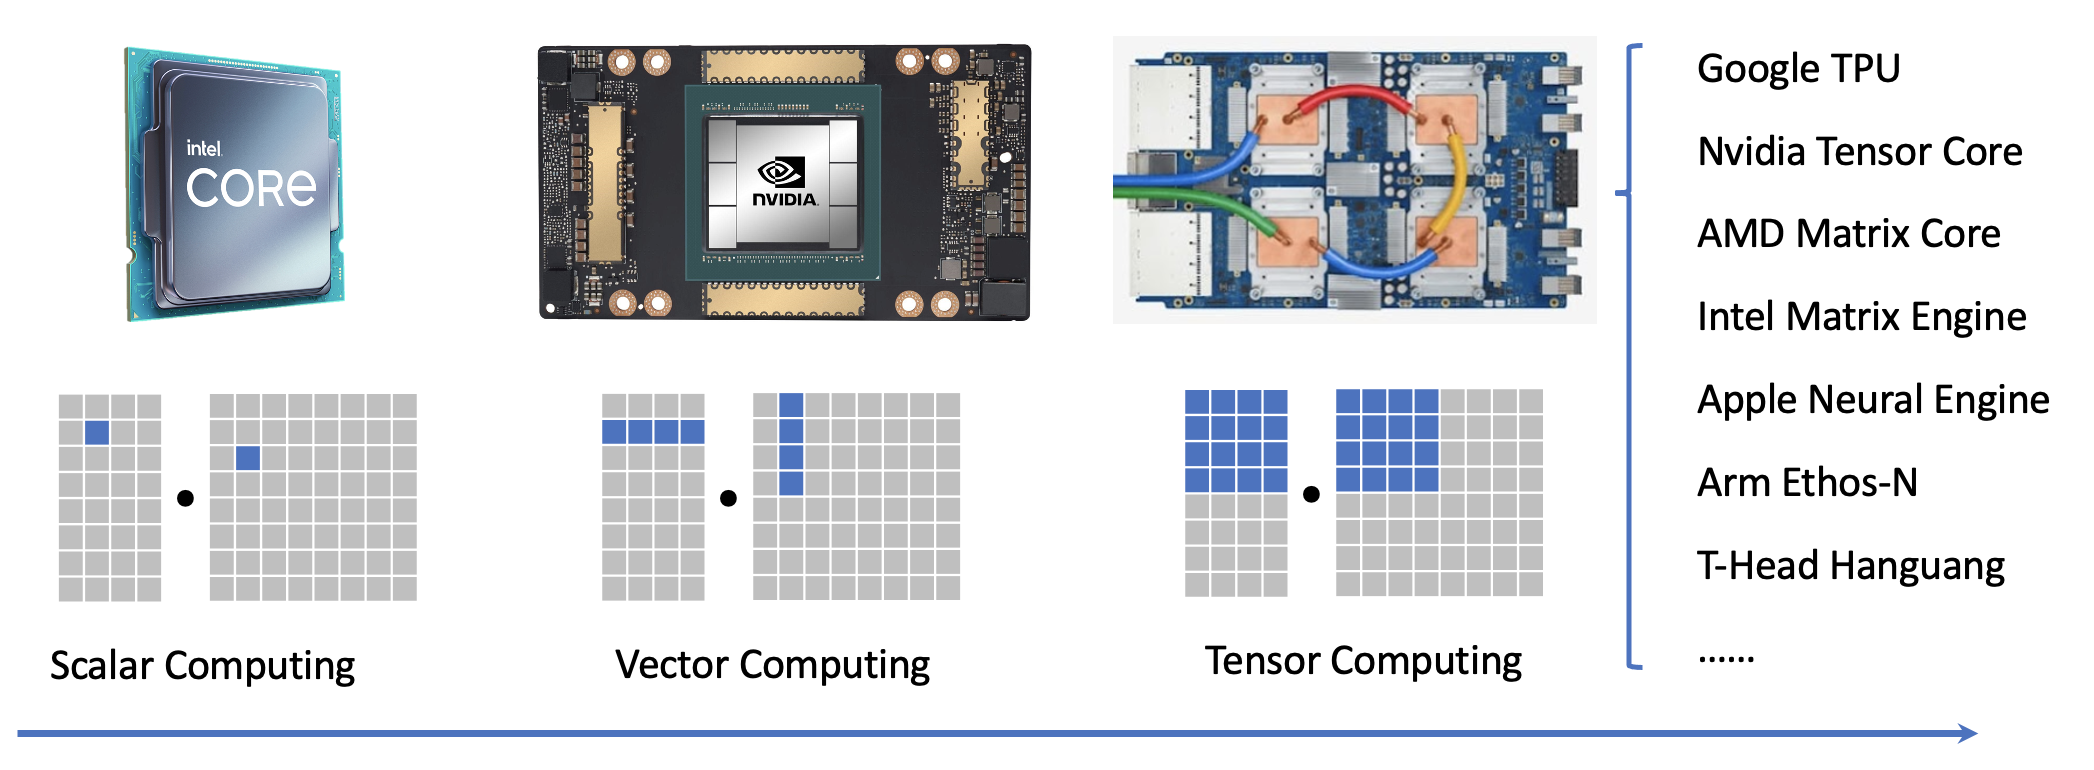 intel
CORE
NVIDIA
Scalar Computing
Vector Computing
Tensor Computing
Google TPU
Nvidia Tensor Core
AMD Matrix Core
Intel Matrix Engine
Apple Neural Engine
Arm Ethos-N
T-Head Hanguang
......